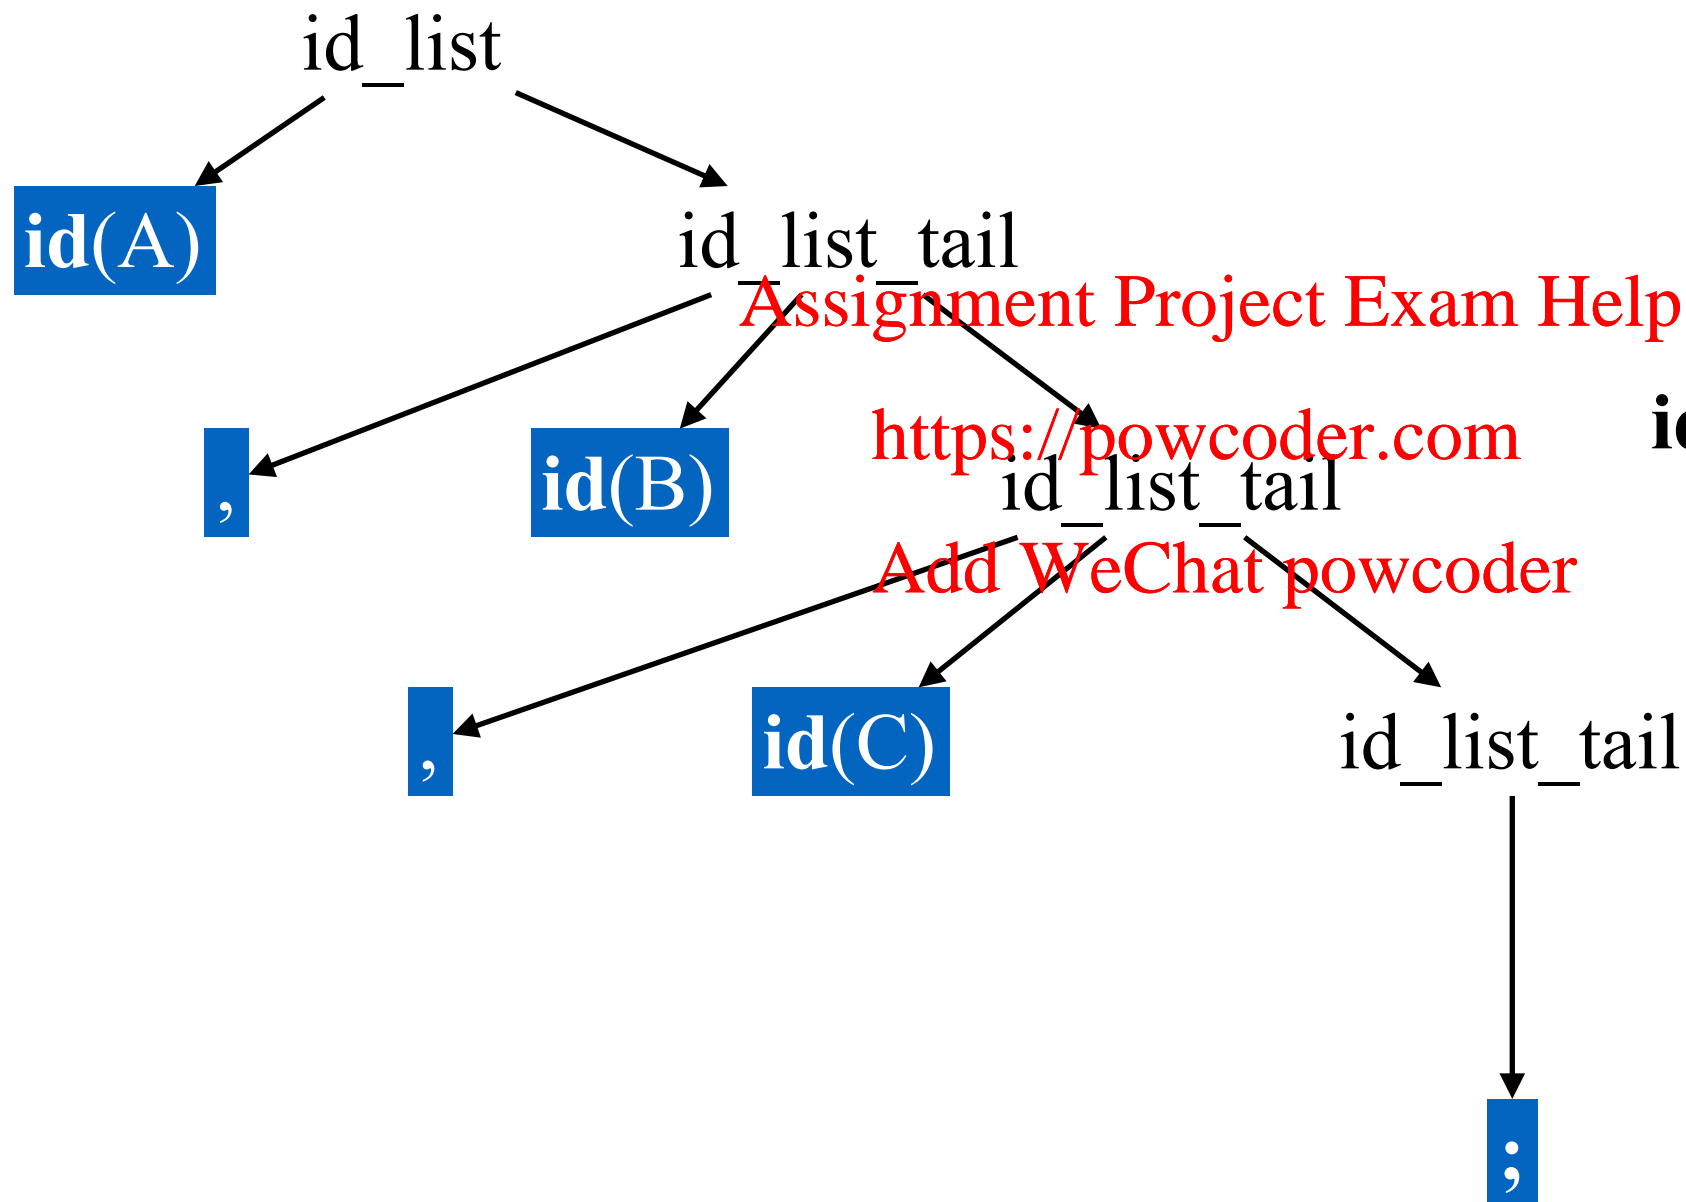 id_list
id(A)
id_list_tail
Assignment Project Exam Help
https://powcoder.com
,
id(B)
id_list_tail
Add WeChat powcoder
,
id(C)
id_list_tail
;